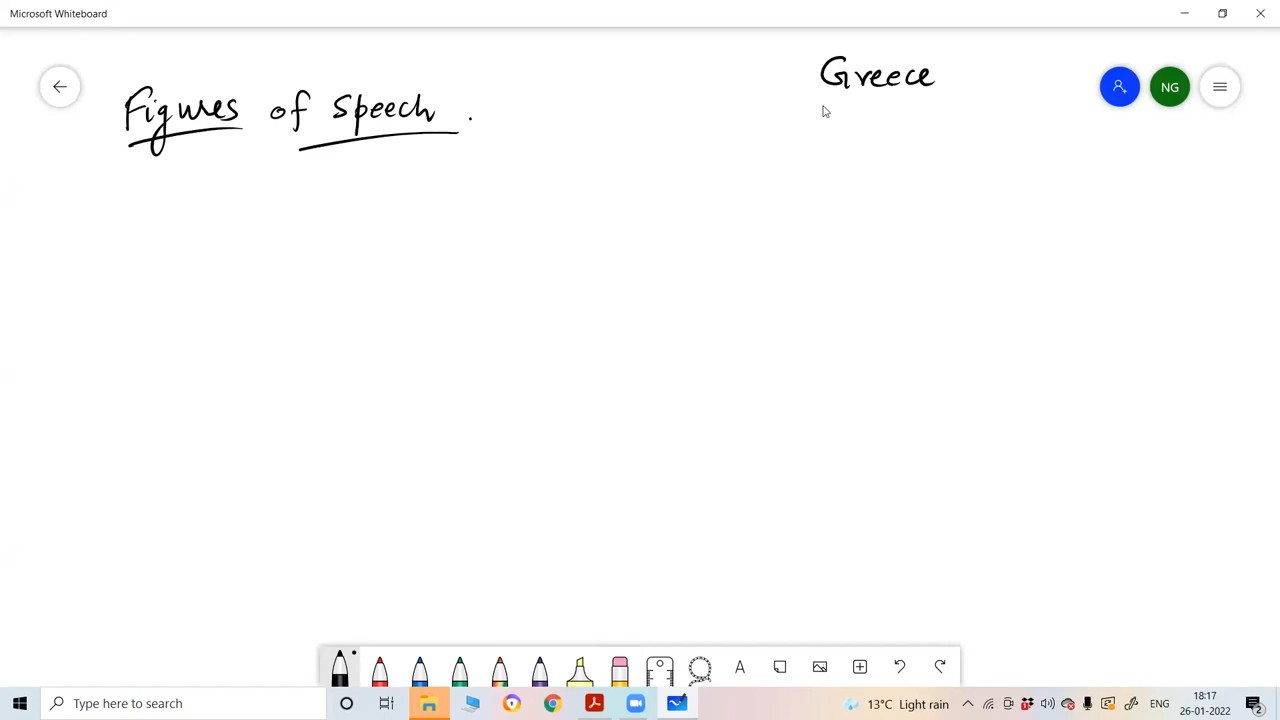 Microsoft Whiteboard
Greece
Figures of speech .
NG
A
Type here to search
13°C Light rain
ENG
18:17
26-01-2022
2